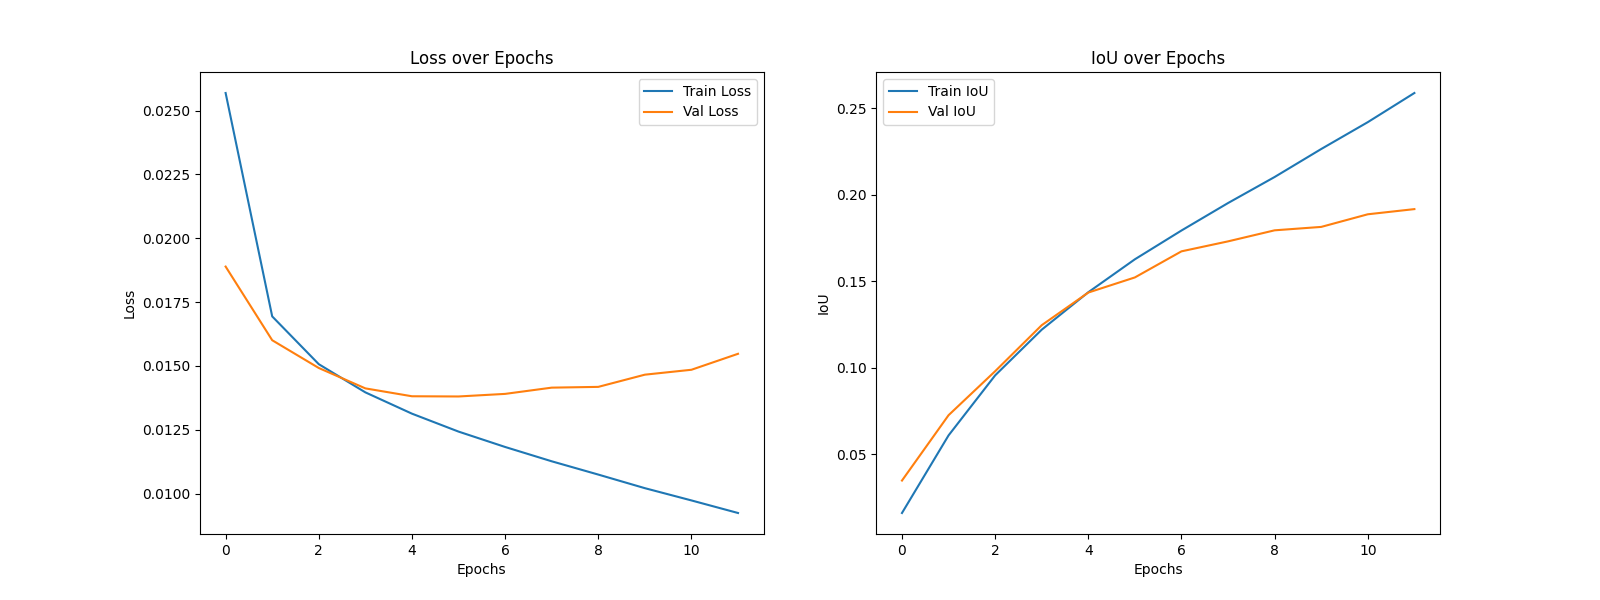 Loss over Epochs
Train Loss
Val Loss
0.0250
0.0225
0.0200
0.0175
0.0150
0.0125
0.0100
Loss
0 2 4 6 8 10
Epochs
IoU over Epochs
Train IoU
Val IoU
0.25
0.20
0.15
0.10
0.05
IoU
0 2 4 6 8 10
Epochs